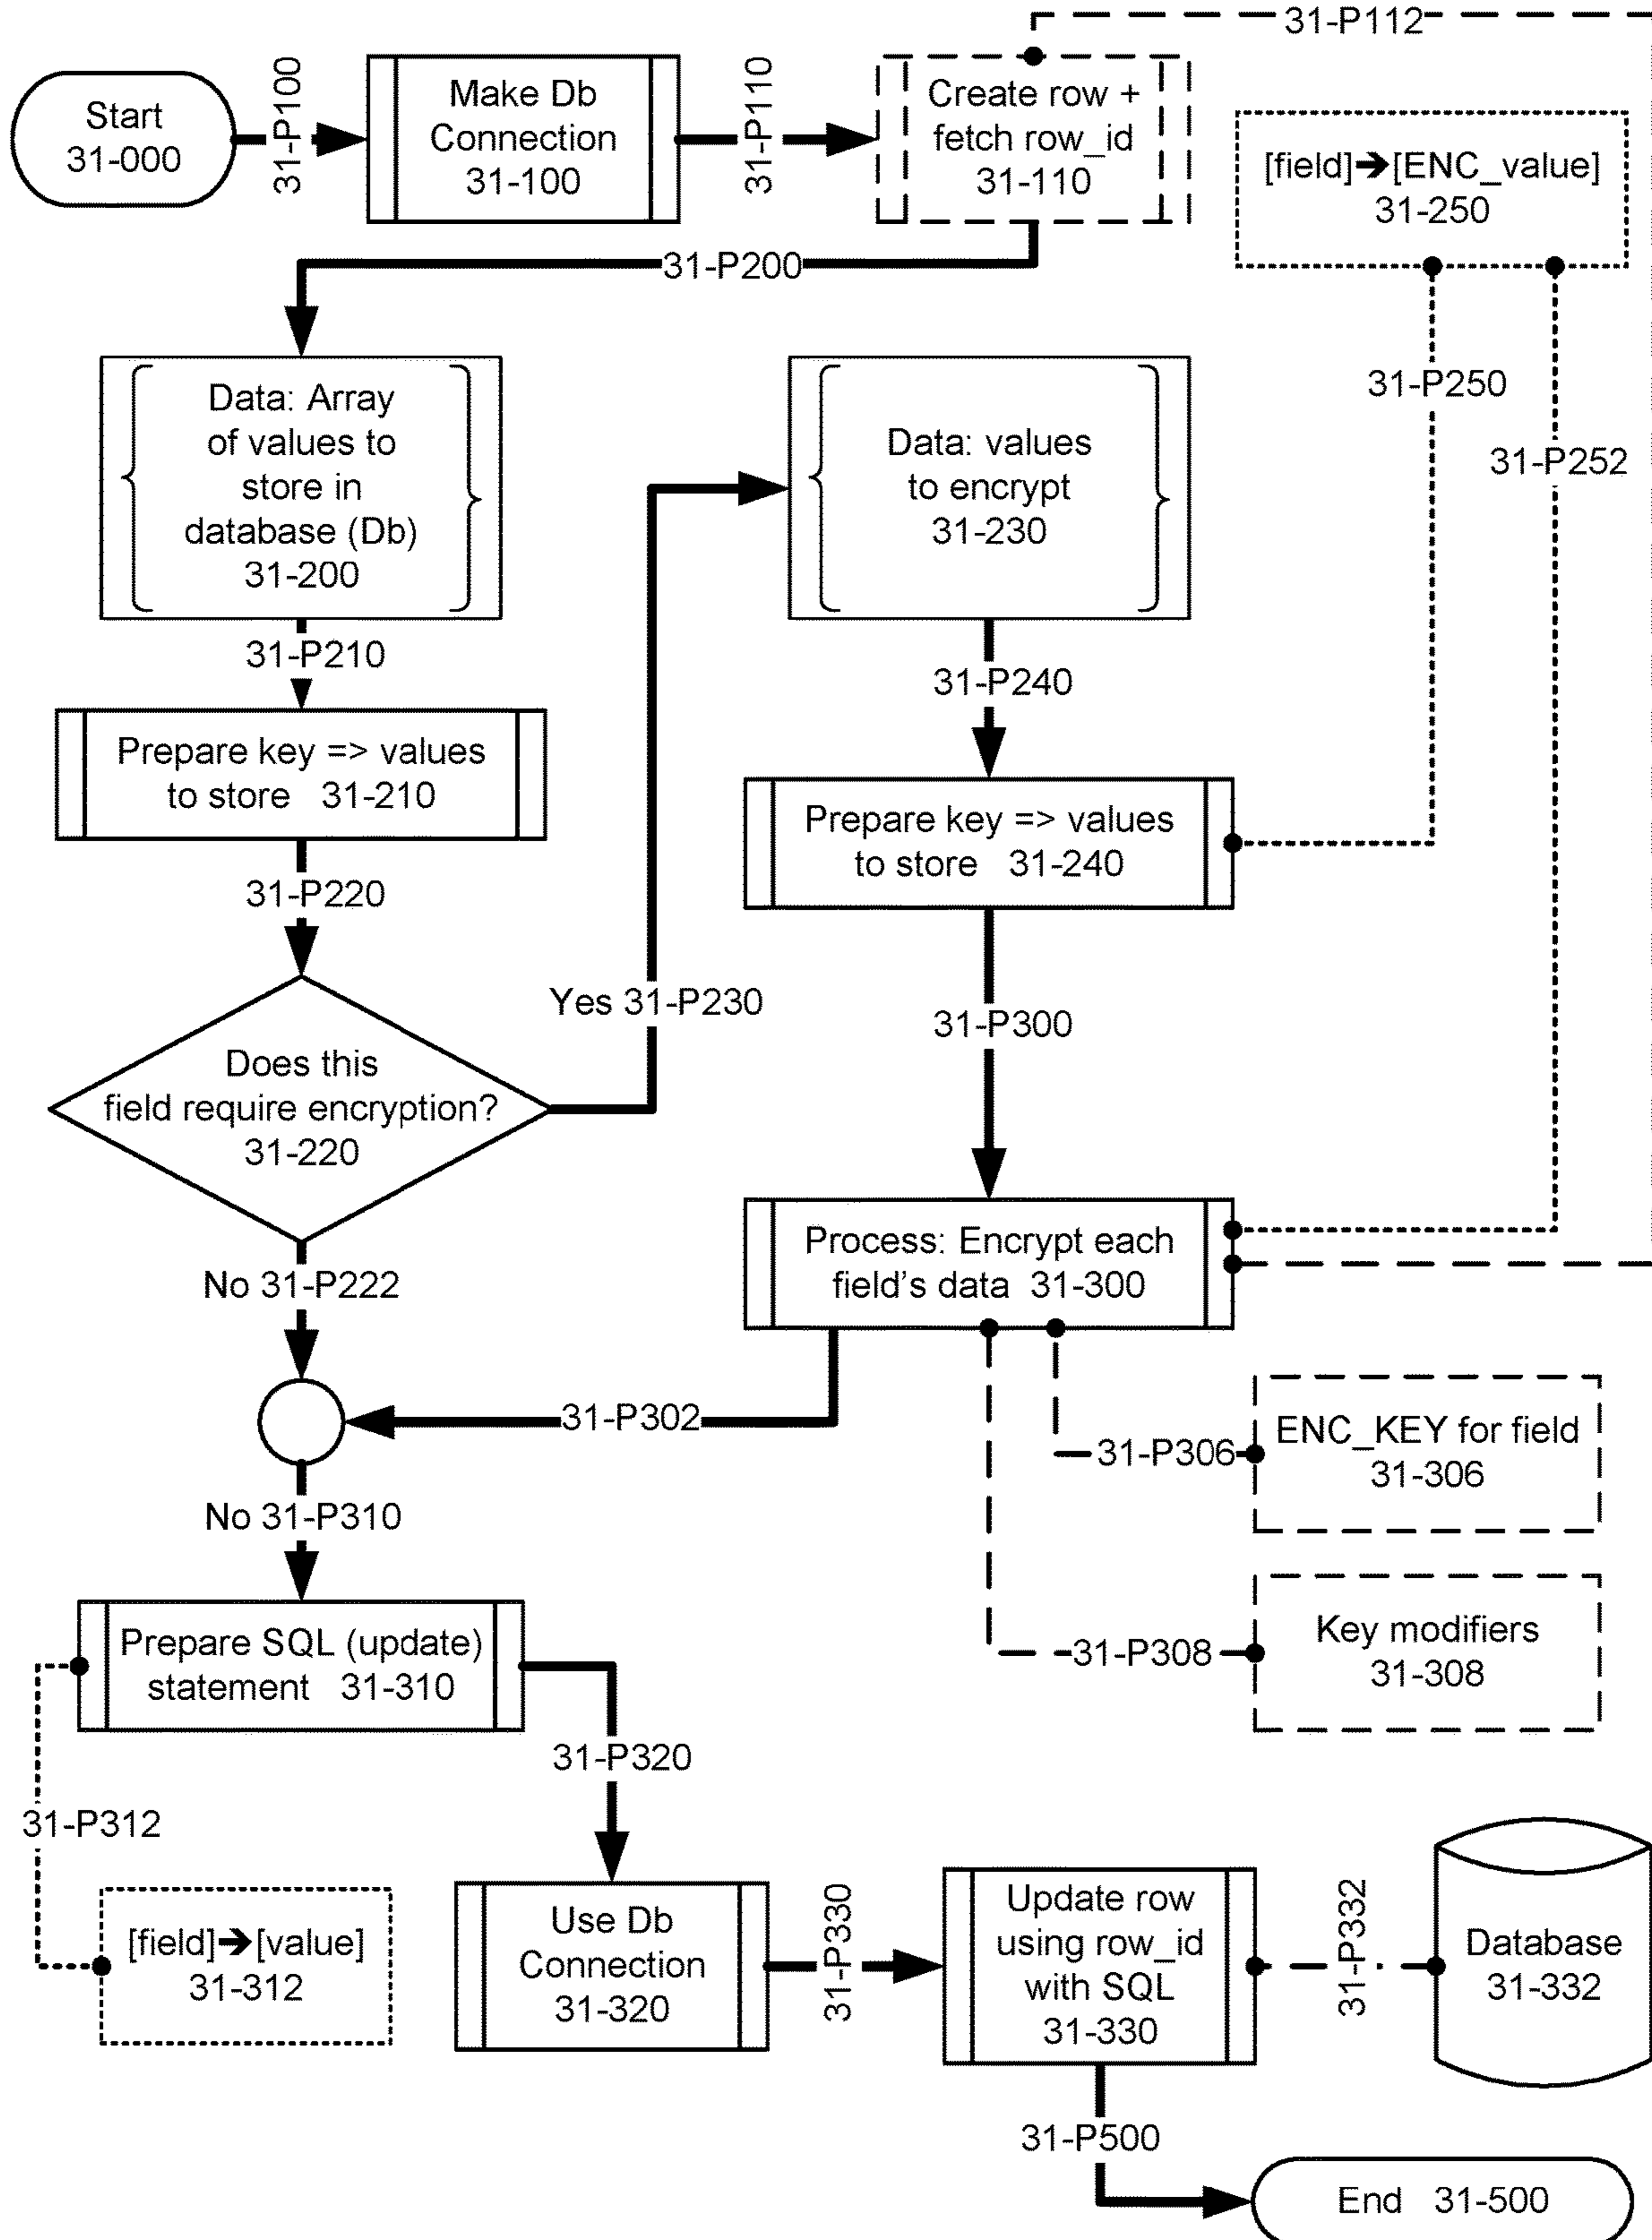 31-P112
Start
31-000
31-P100
Make Db
Connection
31-100
31-P110
Create row +
fetch row_id
31-110
[field]➔[ENC_value]
31-250
31-P200
31-P250
31-P252
Data: Array
of values to
store in
database (Db)
31-200
Data: values
to encrypt
31-230
31-P210
31-P240
Prepare key => values
to store 31-210
Prepare key => values
to store 31-240
31-P220
Yes 31-P230
31-P300
Does this
field require encryption?
31-220
Process: Encrypt each
field's data 31-300
No 31-P222
31-P302
31-P306
ENC_KEY for field
31-306
No 31-P310
31-P308
Key modifiers
31-308
Prepare SQL (update)
statement 31-310
31-P320
31-P312
[field]➔[value]
31-312
Use Db
Connection
31-320
31-P330
Update row
using row_id
with SQL
31-330
31-P332
Database
31-332
31-P500
End 31-500